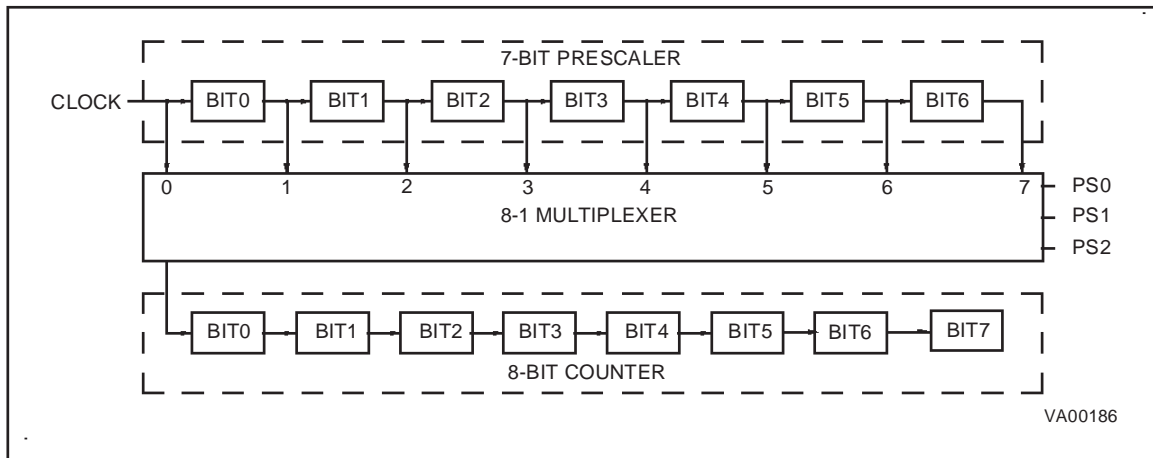 7-BIT PRESCALER
CLOCK BIT0 BIT1 BIT2 BIT3 BIT4 BIT5 BIT6
0 1 2 3 4 5 6 7 PS0
8-1 MULTIPLEXER PS1
PS2
BIT0 BIT1 BIT2 BIT3 BIT4 BIT5 BIT6 BIT7
8-BIT COUNTER
VA00186